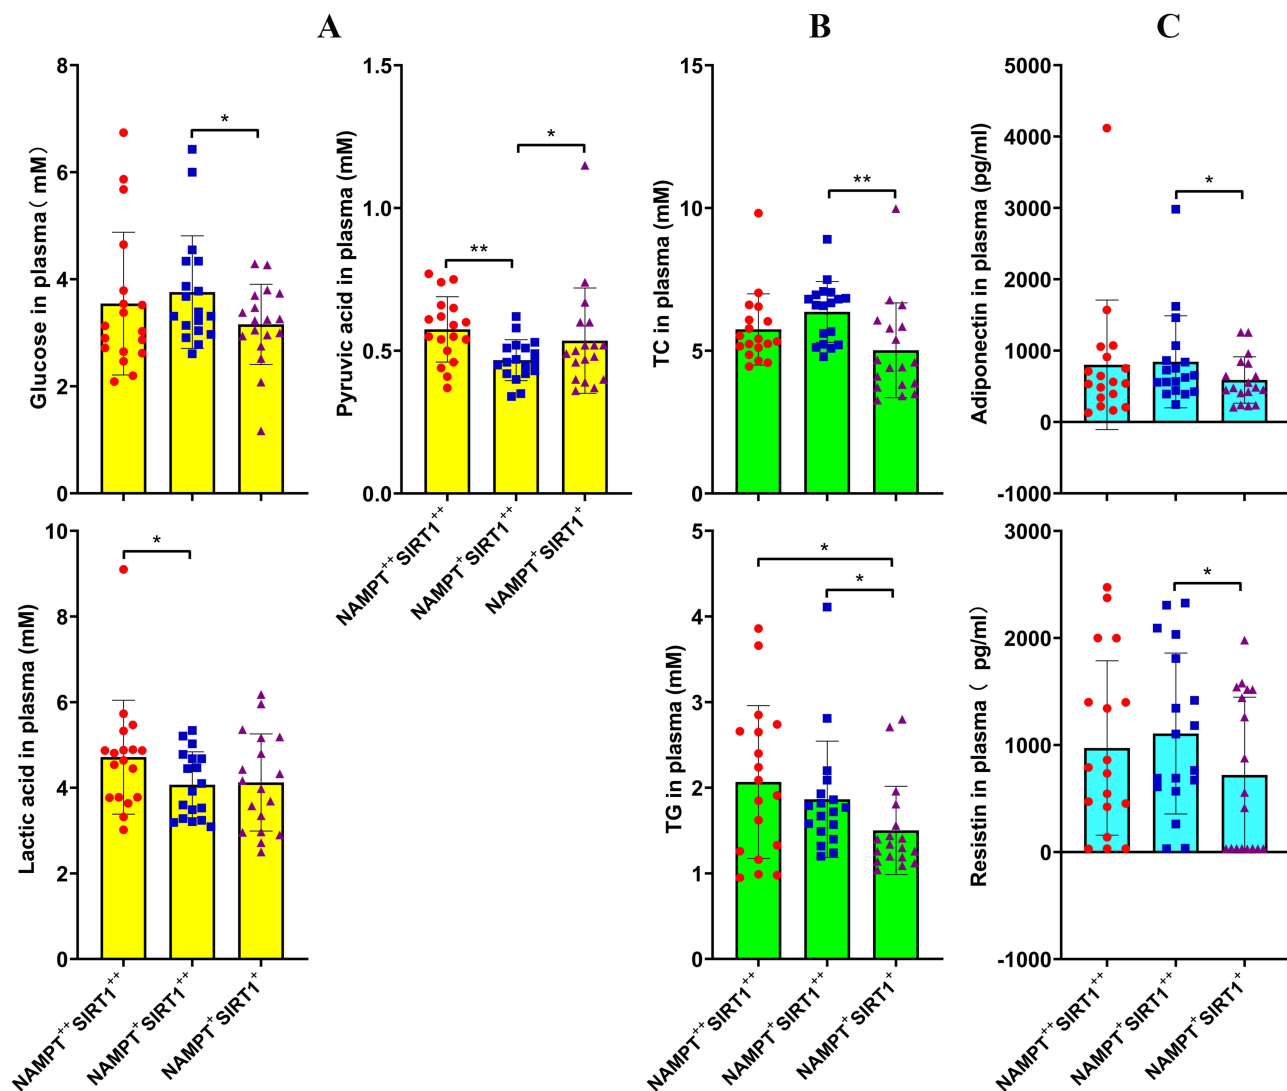 A
B
C
Glucose in plasma( mM)
8
6
4
2
0
*
Pyruvic acid in plasma (mM)
1.5
1.0
0.5
0.0
**
*
NAMPT⁺⁺SIRT1⁺⁺
NAMPT⁺SIRT1⁺⁺
NAMPT⁺SIRT1⁺
TC in plasma (mM)
15
10
5
0
**
Adiponectin in plasma (pg/ml)
5000
4000
3000
2000
1000
0
-1000
*
Lactic acid in plasma (mM)
10
8
6
4
2
0
*
NAMPT⁺⁺SIRT1⁺⁺
NAMPT⁺SIRT1⁺⁺
NAMPT⁺SIRT1⁺
TG in plasma (mM)
5
4
3
2
1
0
*
*
NAMPT⁺⁺SIRT1⁺⁺
NAMPT⁺SIRT1⁺⁺
NAMPT⁺SIRT1⁺
Resistin in plasma ( pg/ml)
3000
2000
1000
0
-1000
*
NAMPT⁺⁺SIRT1⁺⁺
NAMPT⁺SIRT1⁺⁺
NAMPT⁺SIRT1⁺